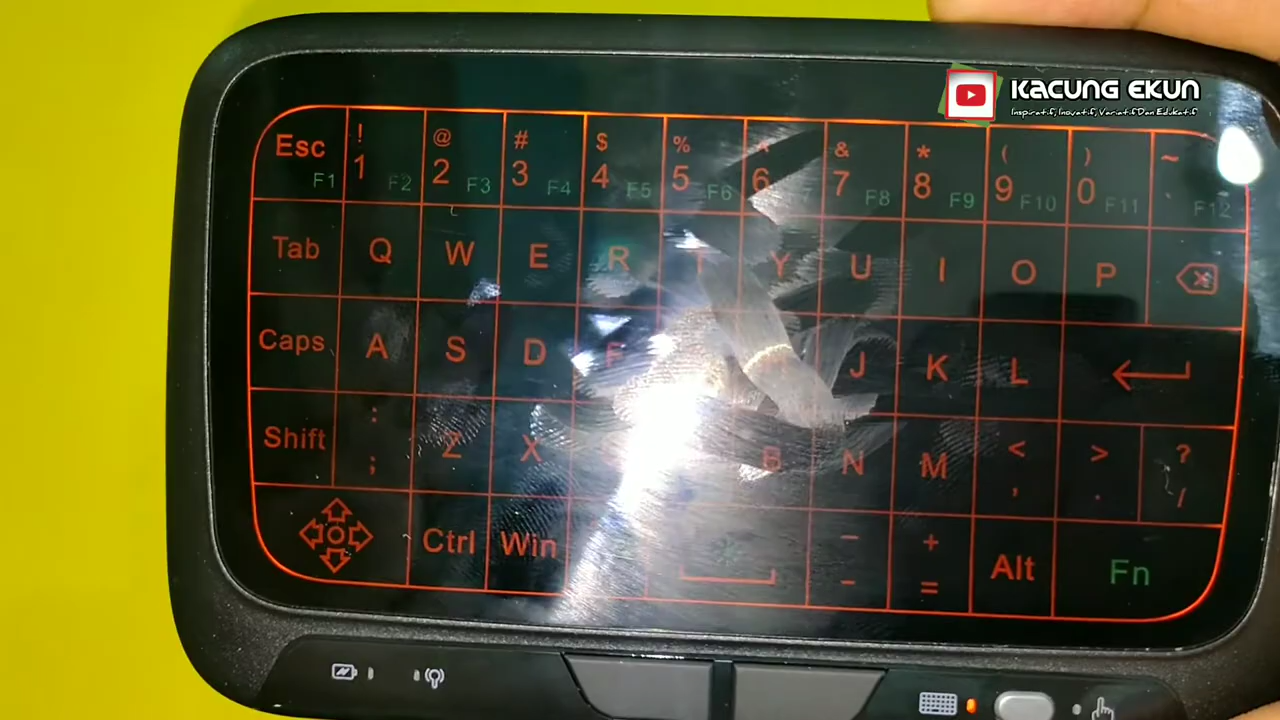 KACUNG EKUN
Inspiratif, Inovatif, Variatif Dan Edukatif
Esc F1 ! 1 F2 @ 2 F3 # 3 F4 $ 4 F5 % 5 F6 ^ 6 & 7 F8 * 8 F9 ( 9 F10 ) 0 F11 ~ F12
Tab Q W E R T Y U I O P
Caps A S D F J K L
Shift : ; Z X B N M < , > . ? /
Ctrl Win - - + = Alt Fn